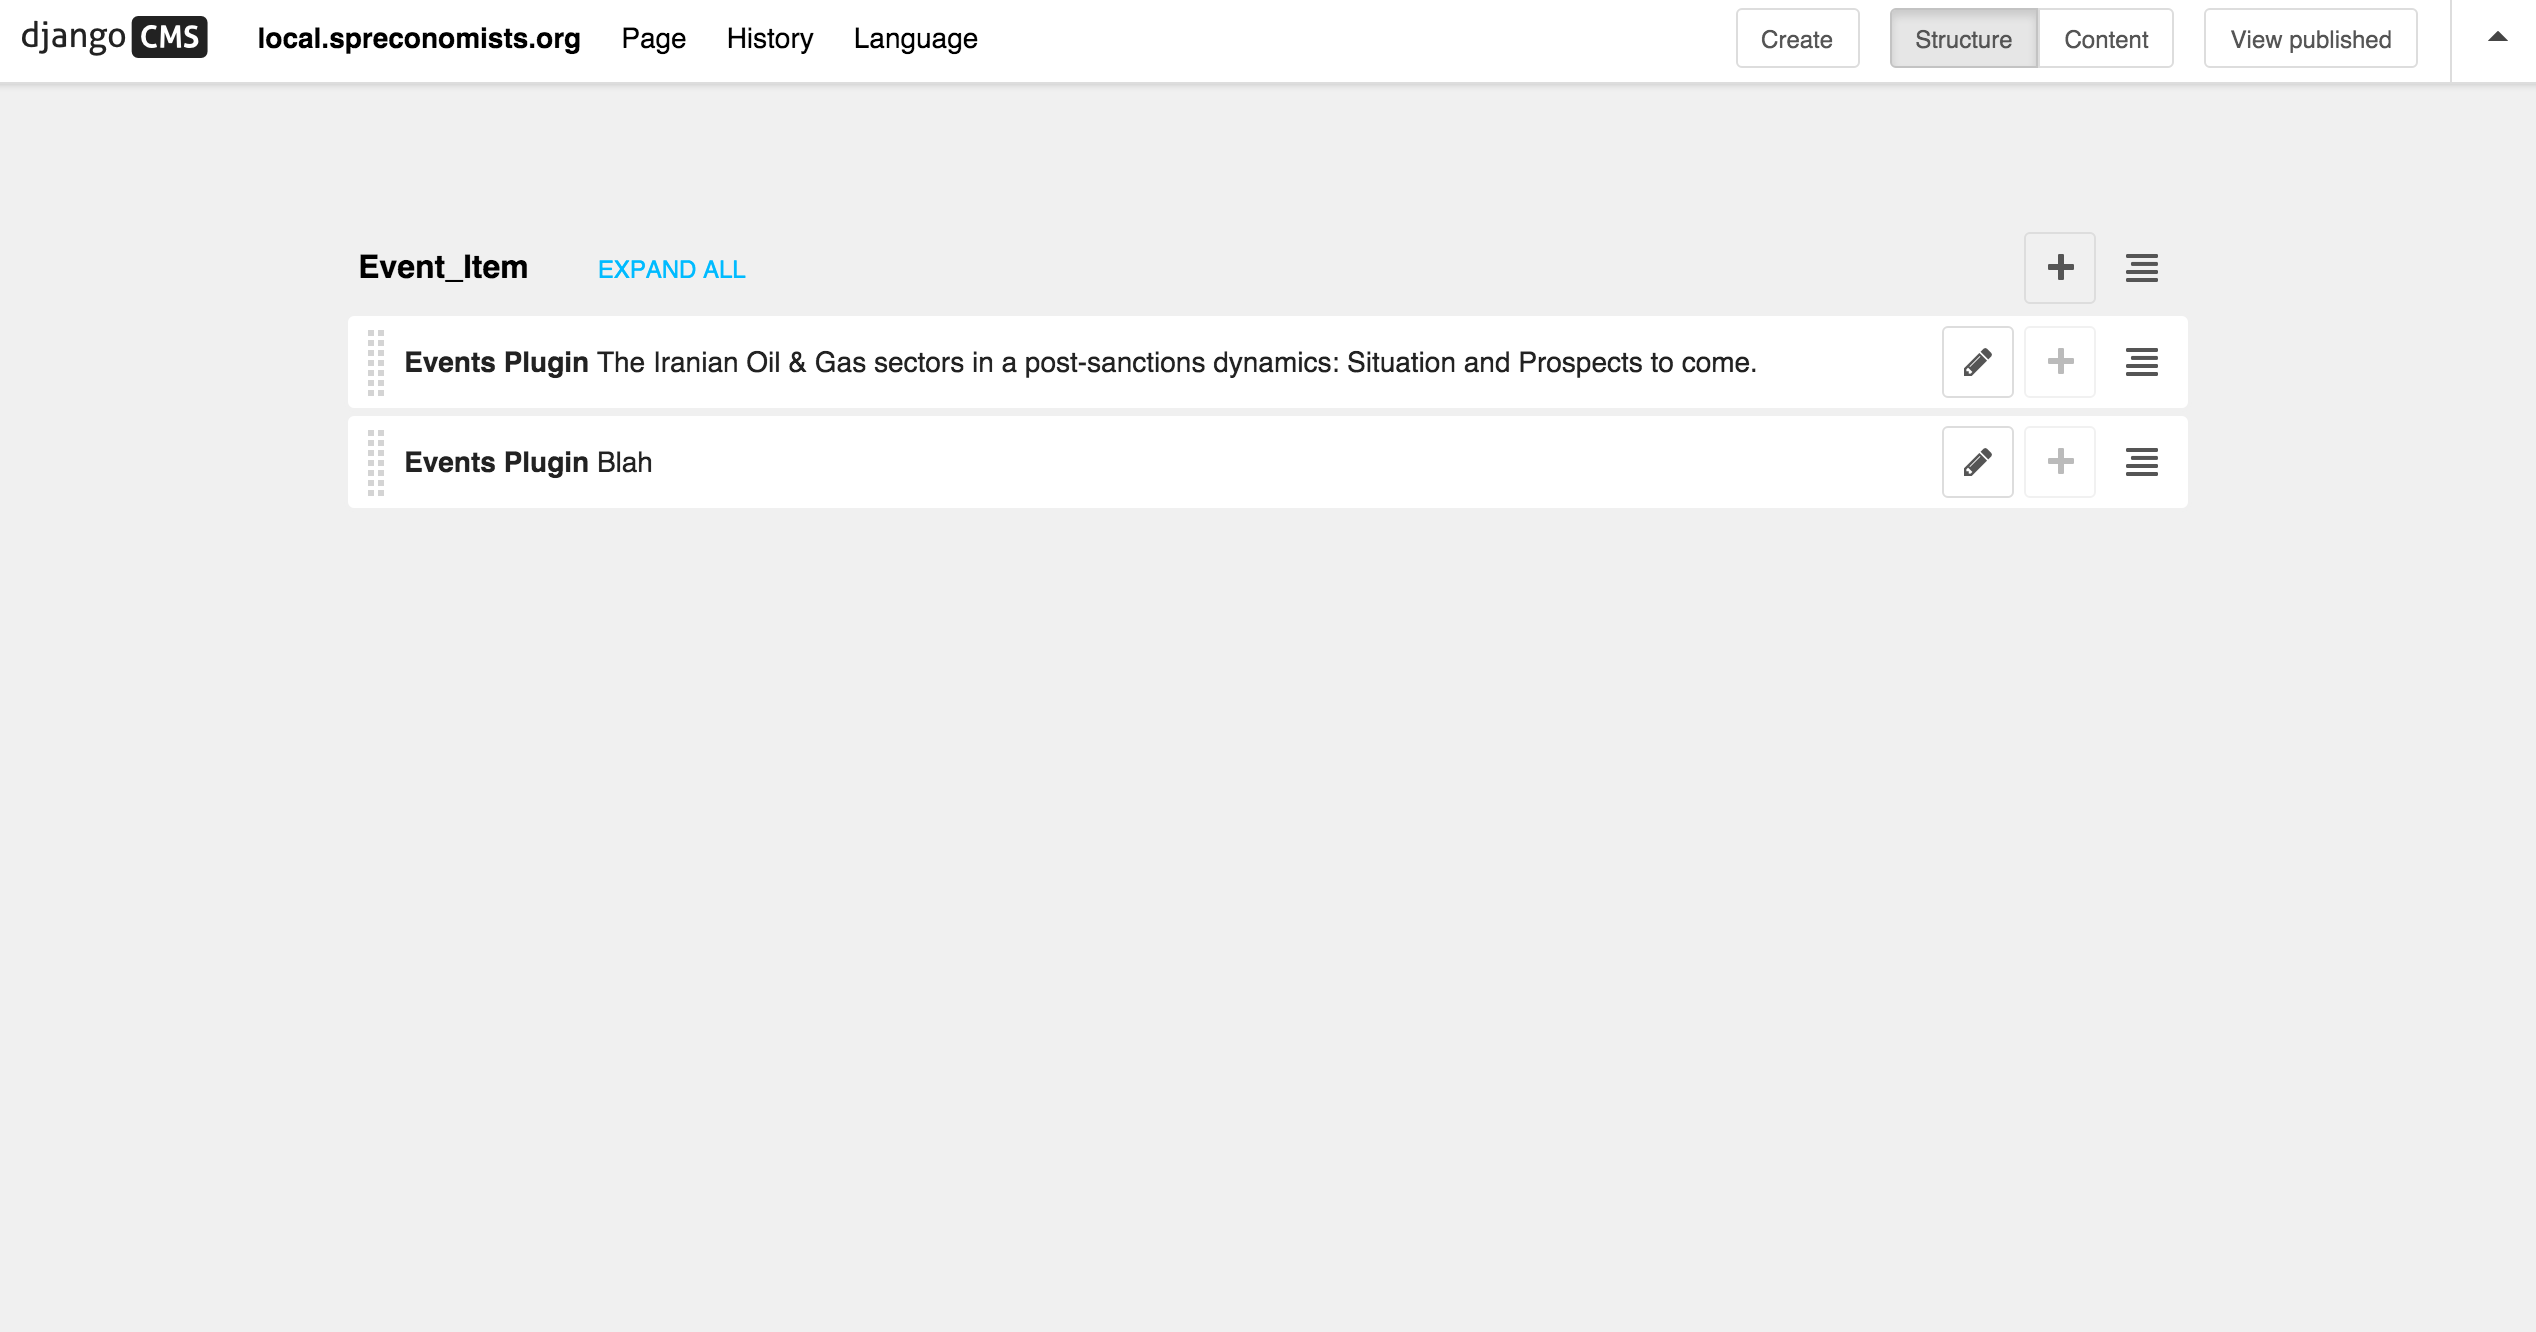 django CMS local.spreconomists.org Page History Language Create Structure Content View published
Event_Item EXPAND ALL
Events Plugin The Iranian Oil & Gas sectors in a post-sanctions dynamics: Situation and Prospects to come.
Events Plugin Blah